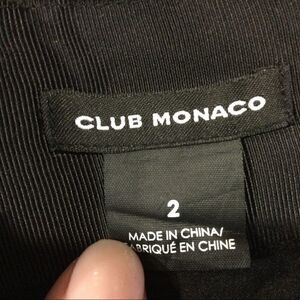 CLUB MONACO
2
MADE IN CHINA/
ABRIQUÉ EN CHINE